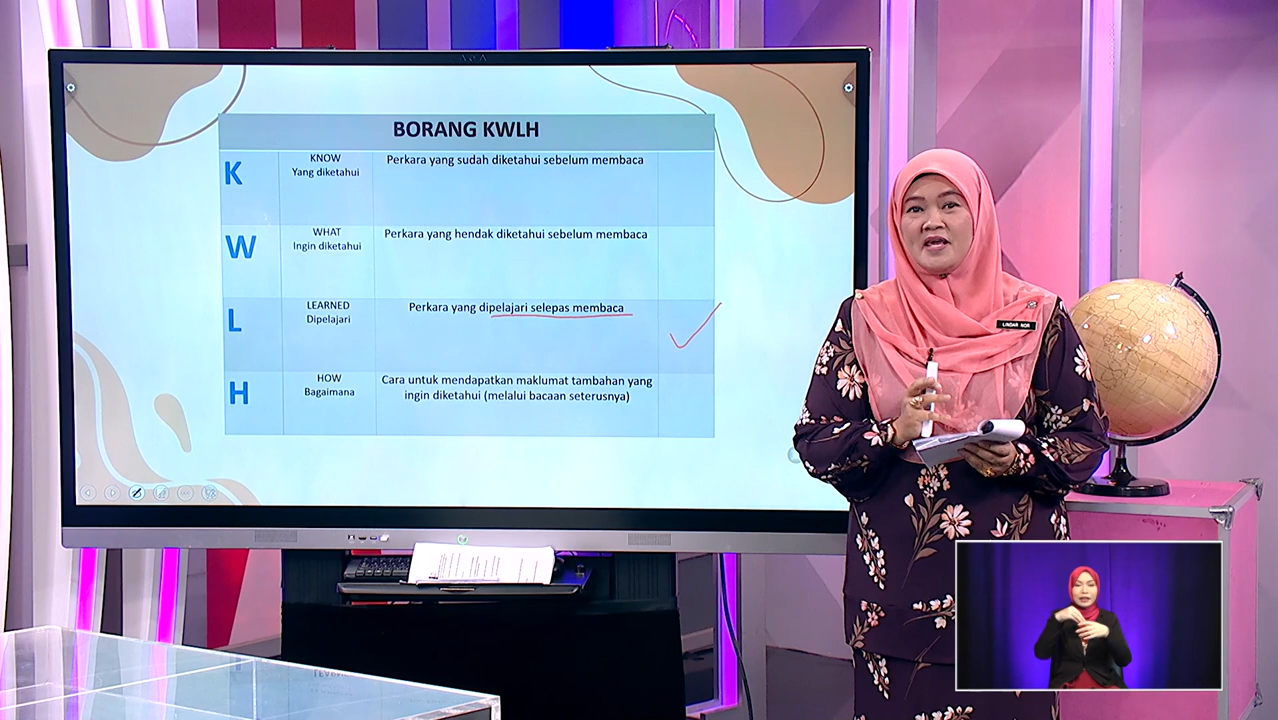 BORANG KWLH
K
KNOW
Yang diketahui
Perkara yang sudah diketahui sebelum membaca
W
WHAT
Ingin diketahui
Perkara yang hendak diketahui sebelum membaca
L
LEARNED
Dipelajari
Perkara yang dipelajari selepas membaca
H
HOW
Bagaimana
Cara untuk mendapatkan maklumat tambahan yang
ingin diketahui (melalui bacaan seterusnya)
LINDAR NOR